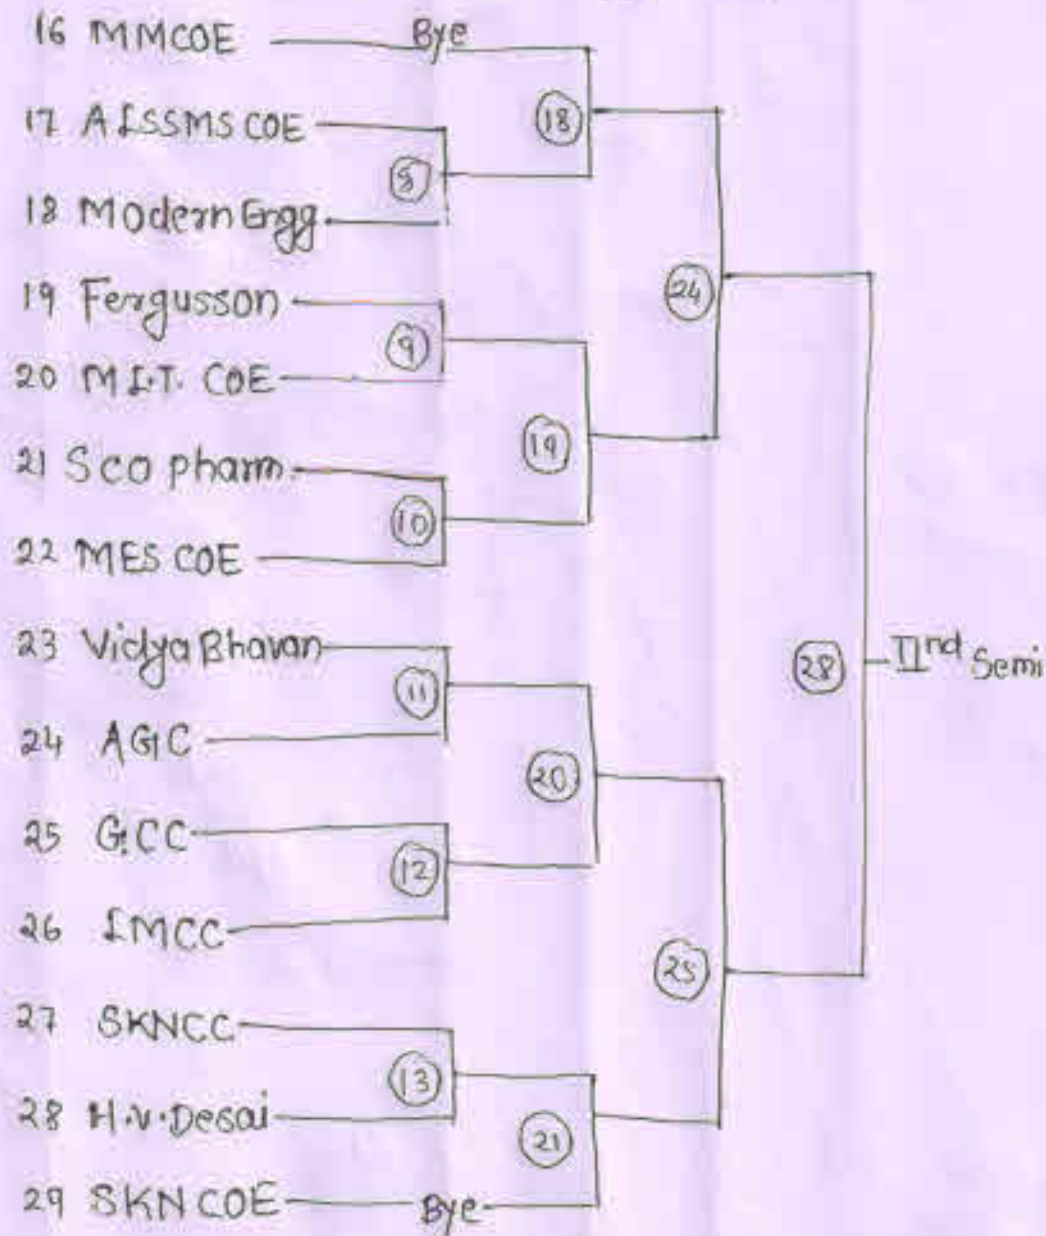 16 MMCOE Bye
17 AISSMS COE
18 Modern Engg.
19 Fergusson
20 M.I.T. COE
21 Sco pharm.
22 MES COE
23 Vidya Bhavan
24 AGC
25 GCC
26 IMCC
27 SKNCC
28 H.V. Desai
29 SKN COE Bye
8
9
10
11
12
13
18
19
20
21
24
25
28 IInd Semi